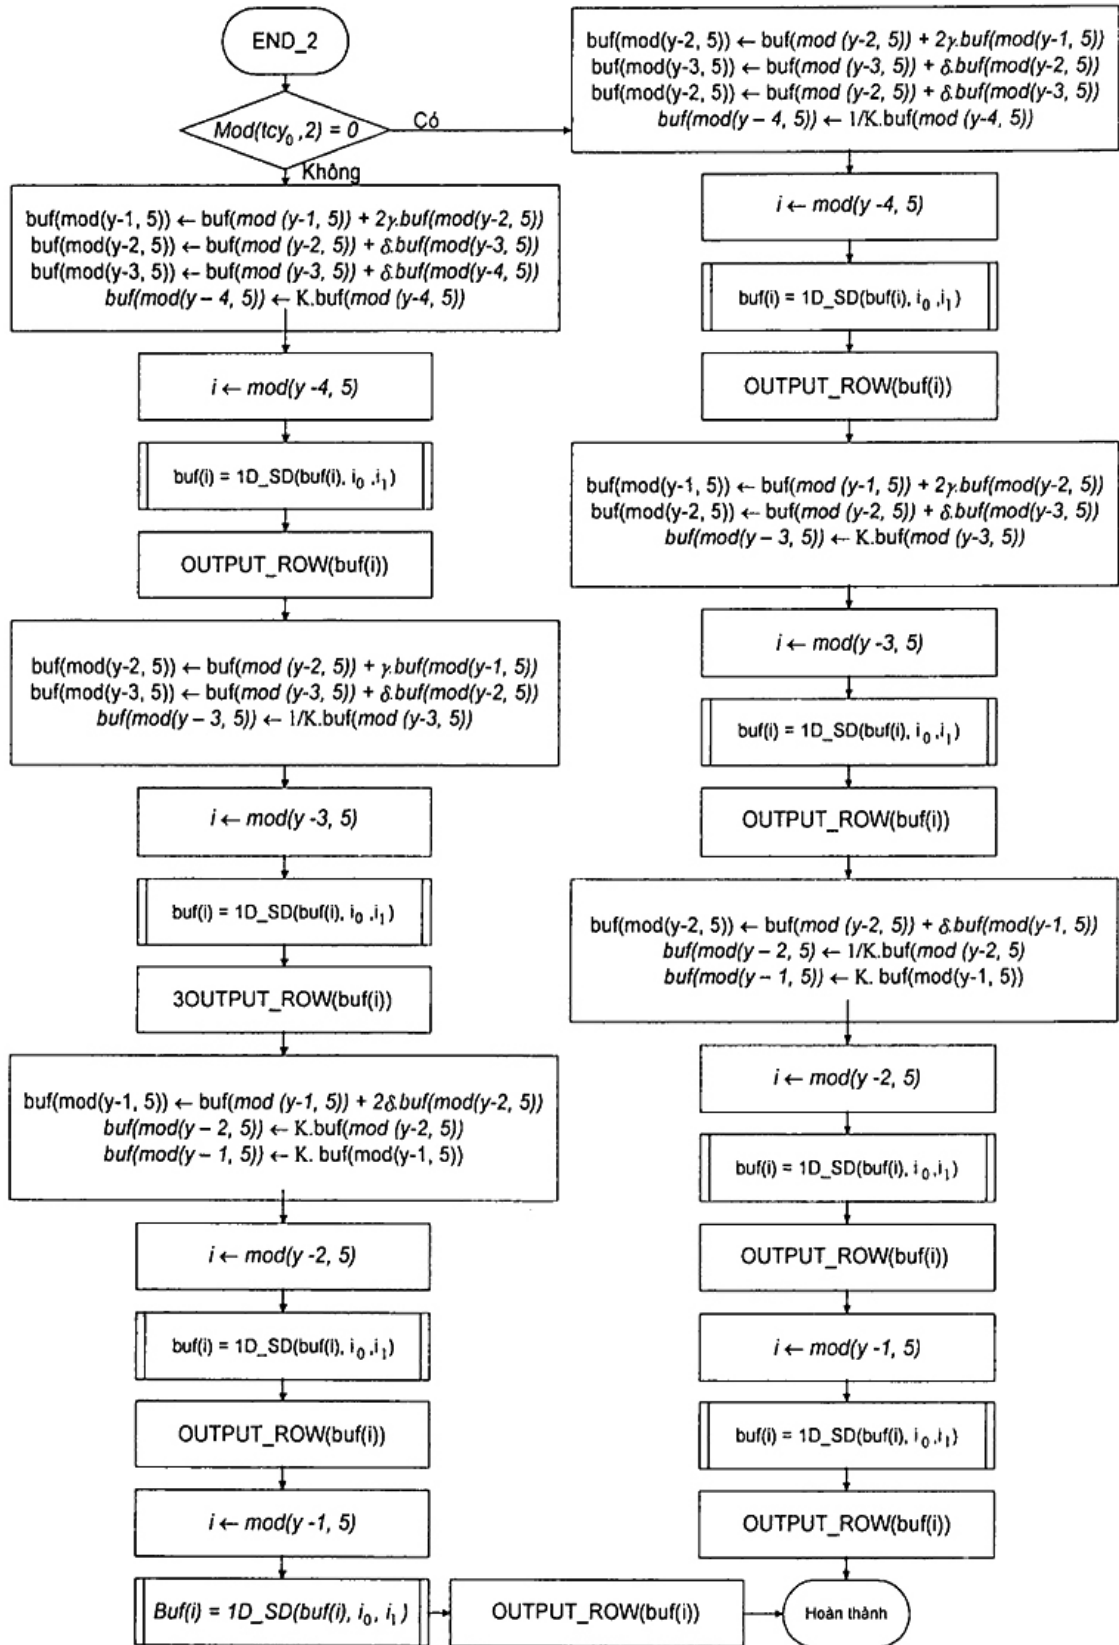 END_2
Mod(tcy0 ,2) = 0
Có
Không
buf(mod(y-1, 5)) ← buf(mod (y-1, 5)) + 2γ.buf(mod(y-2, 5))
buf(mod(y-2, 5)) ← buf(mod (y-2, 5)) + δ.buf(mod(y-3, 5))
buf(mod(y-3, 5)) ← buf(mod (y-3, 5)) + δ.buf(mod(y-4, 5))
buf(mod(y – 4, 5)) ← K.buf(mod (y-4, 5))
i ← mod(y -4, 5)
buf(i) = 1D_SD(buf(i), i0 ,i1)
OUTPUT_ROW(buf(i))
buf(mod(y-2, 5)) ← buf(mod (y-2, 5)) + γ.buf(mod(y-1, 5))
buf(mod(y-3, 5)) ← buf(mod (y-3, 5)) + δ.buf(mod(y-2, 5))
buf(mod(y – 3, 5)) ← 1/K.buf(mod (y-3, 5))
i ← mod(y -3, 5)
buf(i) = 1D_SD(buf(i), i0 ,i1)
3OUTPUT_ROW(buf(i))
buf(mod(y-1, 5)) ← buf(mod (y-1, 5)) + 2δ.buf(mod(y-2, 5))
buf(mod(y – 2, 5)) ← K.buf(mod (y-2, 5))
buf(mod(y – 1, 5)) ← K. buf(mod(y-1, 5))
i ← mod(y -2, 5)
buf(i) = 1D_SD(buf(i), i0 ,i1)
OUTPUT_ROW(buf(i))
i ← mod(y -1, 5)
Buf(i) = 1D_SD(buf(i), i0, i1 )
OUTPUT_ROW(buf(i))
buf(mod(y-2, 5)) ← buf(mod (y-2, 5)) + 2γ.buf(mod(y-1, 5))
buf(mod(y-3, 5)) ← buf(mod (y-3, 5)) + δ.buf(mod(y-2, 5))
buf(mod(y-2, 5)) ← buf(mod (y-2, 5)) + δ.buf(mod(y-3, 5))
buf(mod(y – 4, 5)) ← 1/K.buf(mod (y-4, 5))
i ← mod(y -4, 5)
buf(i) = 1D_SD(buf(i), i0 ,i1)
OUTPUT_ROW(buf(i))
buf(mod(y-1, 5)) ← buf(mod (y-1, 5)) + 2γ.buf(mod(y-2, 5))
buf(mod(y-2, 5)) ← buf(mod (y-2, 5)) + δ.buf(mod(y-3, 5))
buf(mod(y – 3, 5)) ← K.buf(mod (y-3, 5))
i ← mod(y -3, 5)
buf(i) = 1D_SD(buf(i), i0 ,i1)
OUTPUT_ROW(buf(i))
buf(mod(y-2, 5)) ← buf(mod (y-2, 5)) + δ.buf(mod(y-1, 5))
buf(mod(y – 2, 5) ← 1/K.buf(mod (y-2, 5)
buf(mod(y – 1, 5)) ← K. buf(mod(y-1, 5))
i ← mod(y -2, 5)
buf(i) = 1D_SD(buf(i), i0 ,i1)
OUTPUT_ROW(buf(i))
i ← mod(y -1, 5)
buf(i) = 1D_SD(buf(i), i0 ,i1)
OUTPUT_ROW(buf(i))
Hoàn thành